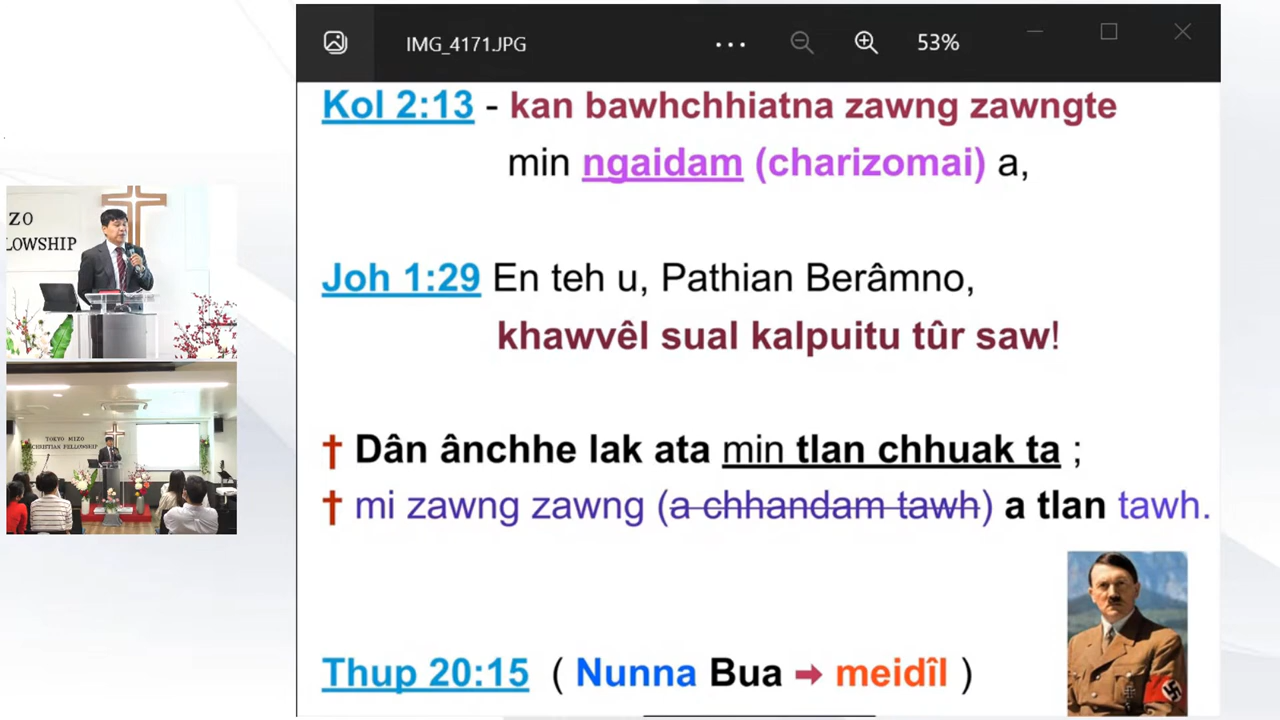 IMG_4171.JPG
53%
Kol 2:13 - kan bawhchhiatna zawng zawngte
min ngaidam (charizomai) a,
Joh 1:29 En teh u, Pathian Berâmno,
khawvêl sual kalpuitu tûr saw!
† Dân ânchhe lak ata min tlan chhuak ta ;
† mi zawng zawng (a chhandam tawh) a tlan tawh.
Thup 20:15 ( Nunna Bua ➡ meidîl )
ZO
LOWSHIP
TOKYO MIZO
CHRISTIAN FELLOWSHIP